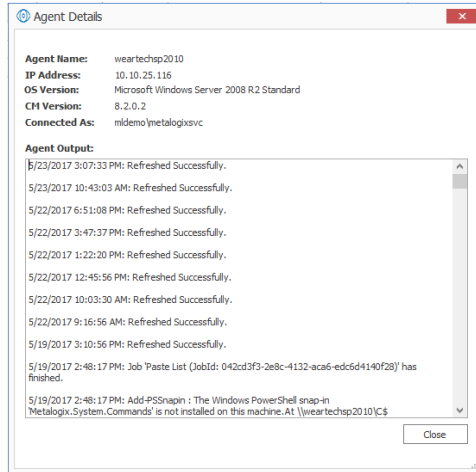 Agent Details
Agent Name: weartechsp2010
IP Address: 10.10.25.116
OS Version: Microsoft Windows Server 2008 R2 Standard
CM Version: 8.2.0.2
Connected As: mldemo\metalogixsvc
Agent Output:
5/23/2017 3:07:33 PM: Refreshed Successfully.
5/23/2017 10:43:03 AM: Refreshed Successfully.
5/22/2017 6:51:08 PM: Refreshed Successfully.
5/22/2017 3:47:37 PM: Refreshed Successfully.
5/22/2017 1:22:20 PM: Refreshed Successfully.
5/22/2017 12:45:56 PM: Refreshed Successfully.
5/22/2017 10:03:30 AM: Refreshed Successfully.
5/22/2017 9:16:56 AM: Refreshed Successfully.
5/19/2017 3:10:56 PM: Refreshed Successfully.
5/19/2017 2:48:17 PM: Job 'Paste List (JobId: 042cd3f3-2e8c-4132-aca6-edc6d4140f28)' has
finished.
5/19/2017 2:48:17 PM: Add-PSSnapin : The Windows PowerShell snap-in
'Metalogix.System.Commands' is not installed on this machine.At \\weartechsp2010\C$
Close